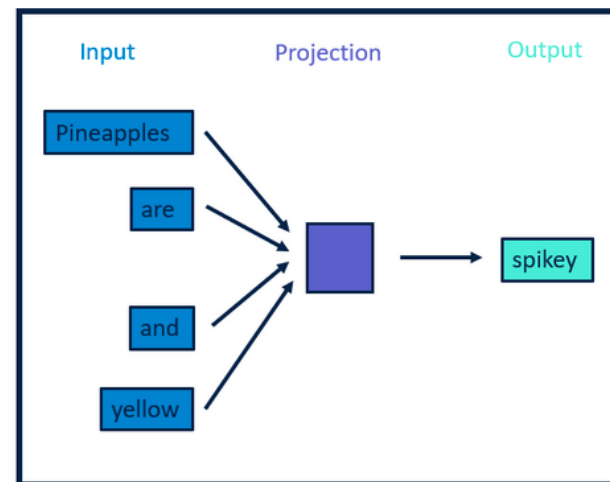 Input
Projection
Output
Pineapples
are
and
yellow
spikey